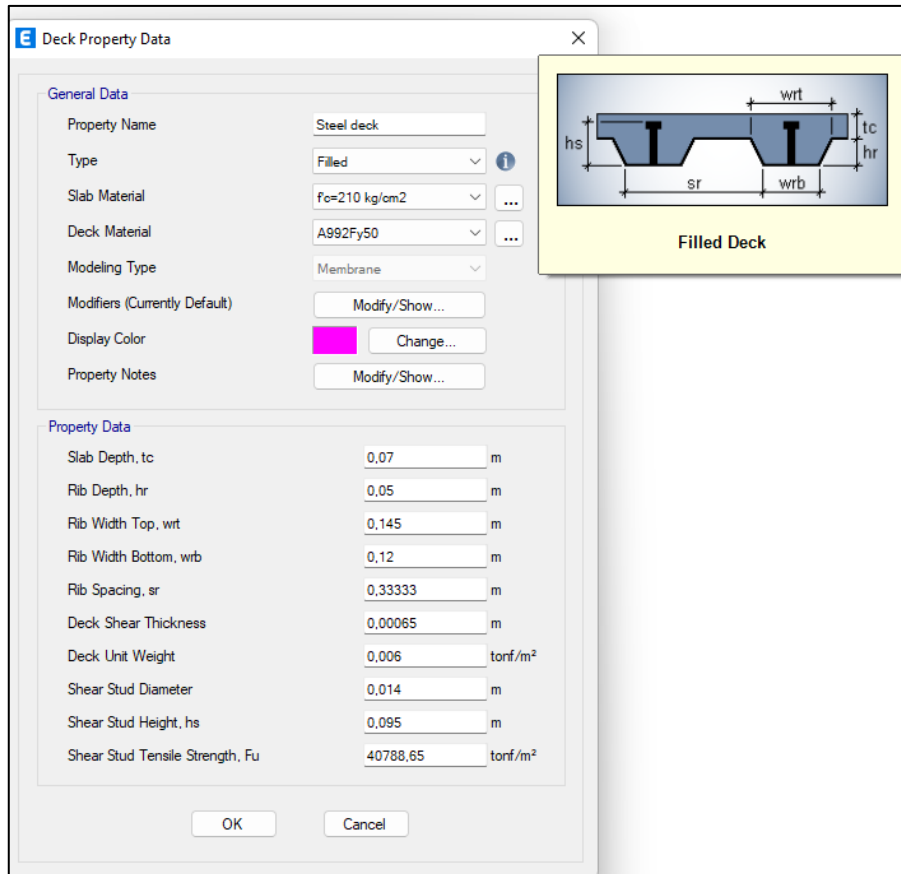 E Deck Property Data
General Data
Property Name Steel deck
Type Filled i
Slab Material f'c=210 kg/cm2 ...
Deck Material A992Fy50 ...
Modeling Type Membrane
Modifiers (Currently Default) Modify/Show...
Display Color Change...
Property Notes Modify/Show...
Property Data
Slab Depth, tc 0,07 m
Rib Depth, hr 0,05 m
Rib Width Top, wrt 0,145 m
Rib Width Bottom, wrb 0,12 m
Rib Spacing, sr 0,33333 m
Deck Shear Thickness 0,00065 m
Deck Unit Weight 0,006 tonf/m²
Shear Stud Diameter 0,014 m
Shear Stud Height, hs 0,095 m
Shear Stud Tensile Strength, Fu 40788,65 tonf/m²
OK Cancel
wrt
hs tc
hr
sr wrb
Filled Deck